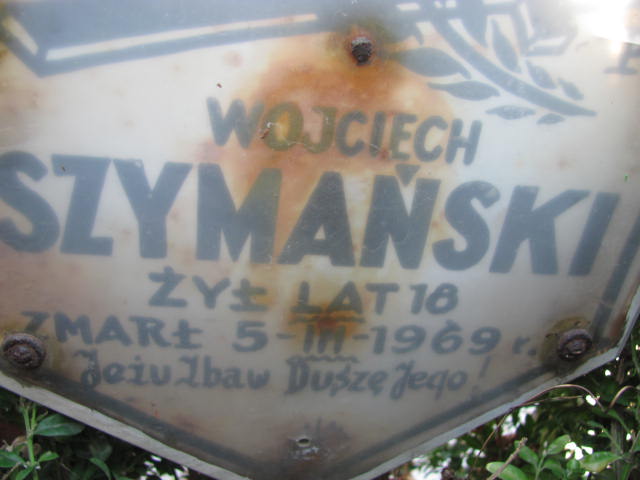 WOJCIECH
SZYMAŃSKI
ŻYŁ LAT 18
ZMARŁ 5-III-1969 r.
Jezu Zbaw Duszę Jego!